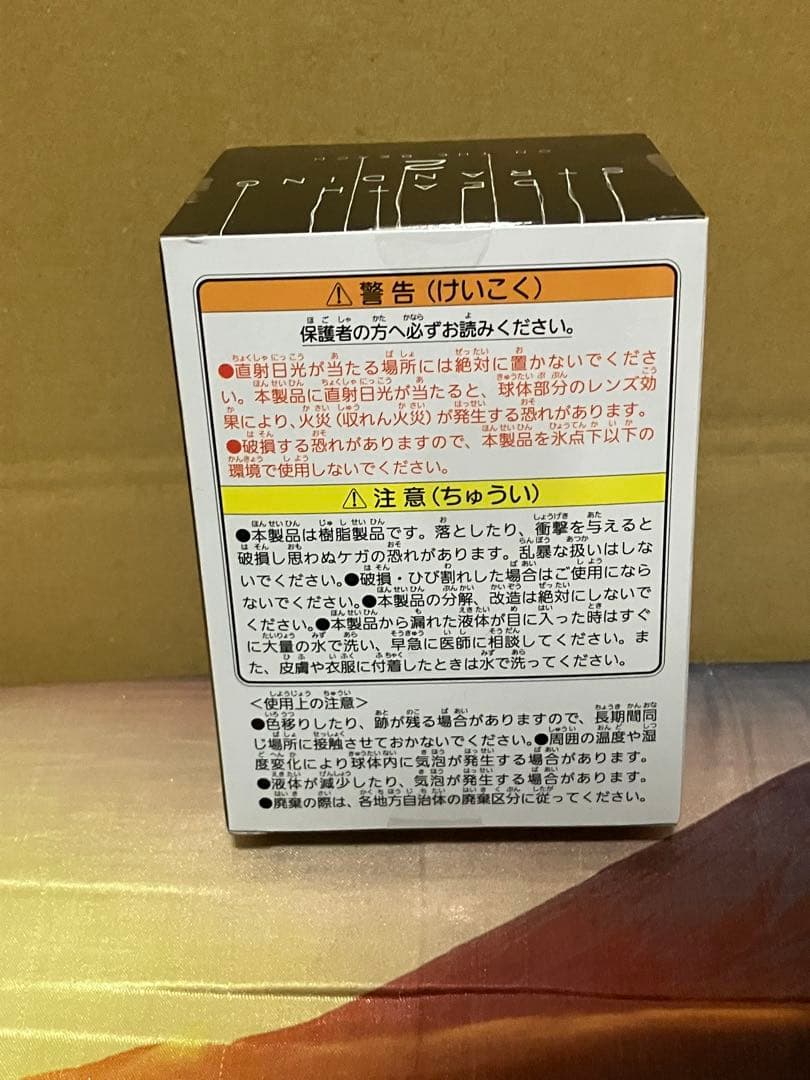 DEATH
STRANDING
2
ON THE BEACH
⚠警告(けいこく)
保護者の方へ必ずお読みください。
●直射日光が当たる場所には絶対に置かないでくださ
い。本製品に直射日光が当たると、球体部分のレンズ効
果により、火災(収れん火災)が発生する恐れがあります。
●破損する恐れがありますので、本製品を氷点下以下の
環境で使用しないでください。
⚠注意(ちゅうい)
●本製品は樹脂製品です。落としたり、衝撃を与えると
破損し思わぬケガの恐れがあります。乱暴な扱いはしな
いでください。●破損・ひび割れした場合はご使用になら
ないでください。●本製品の分解、改造は絶対にしないで
ください。●本製品から漏れた液体が目に入った時はすぐ
に大量の水で洗い、早急に医師に相談してください。ま
た、皮膚や衣服に付着したときは水で洗ってください。
<使用上の注意>
●色移りしたり、跡が残る場合がありますので、長期間同
じ場所に接触させておかないでください。●周囲の温度や湿
度変化により球体内に気泡が発生する場合があります。
●液体が減少したり、気泡が発生する場合があります。
●廃棄の際は、各地方自治体の廃棄区分に従ってください。